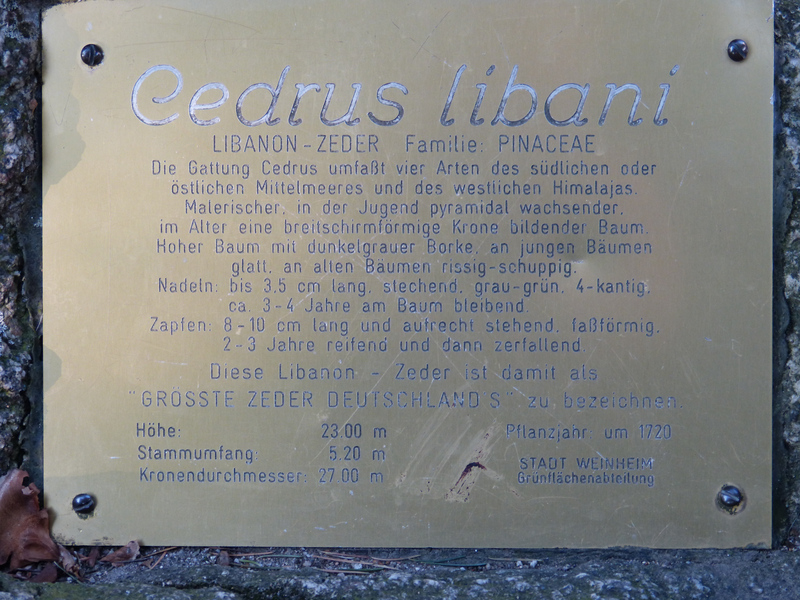 Cedrus libani
LIBANON-ZEDER Familie: PINACEAE
Die Gattung Cedrus umfaßt vier Arten des südlichen oder
östlichen Mittelmeeres und des westlichen Himalajas.
Malerischer, in der Jugend pyramidal wachsender,
im Alter eine breitschirmförmige Krone bildender Baum.
Hoher Baum mit dunkelgrauer Borke, an jungen Bäumen
glatt, an alten Bäumen rissig-schuppig.
Nadeln: bis 3,5 cm lang, stechend, grau-grün, 4-kantig,
ca. 3-4 Jahre am Baum bleibend.
Zapfen: 8-10 cm lang und aufrecht stehend, faßförmig,
2-3 Jahre reifend und dann zerfallend.
Diese Libanon - Zeder ist damit als
"GRÖSSTE ZEDER DEUTSCHLAND S" zu bezeichnen.
Höhe: 23.00 m Pflanzjahr: um 1720
Stammumfang: 5.20 m STADT WEINHEIM
Kronendurchmesser: 27.00 m Grünflächenabteilung